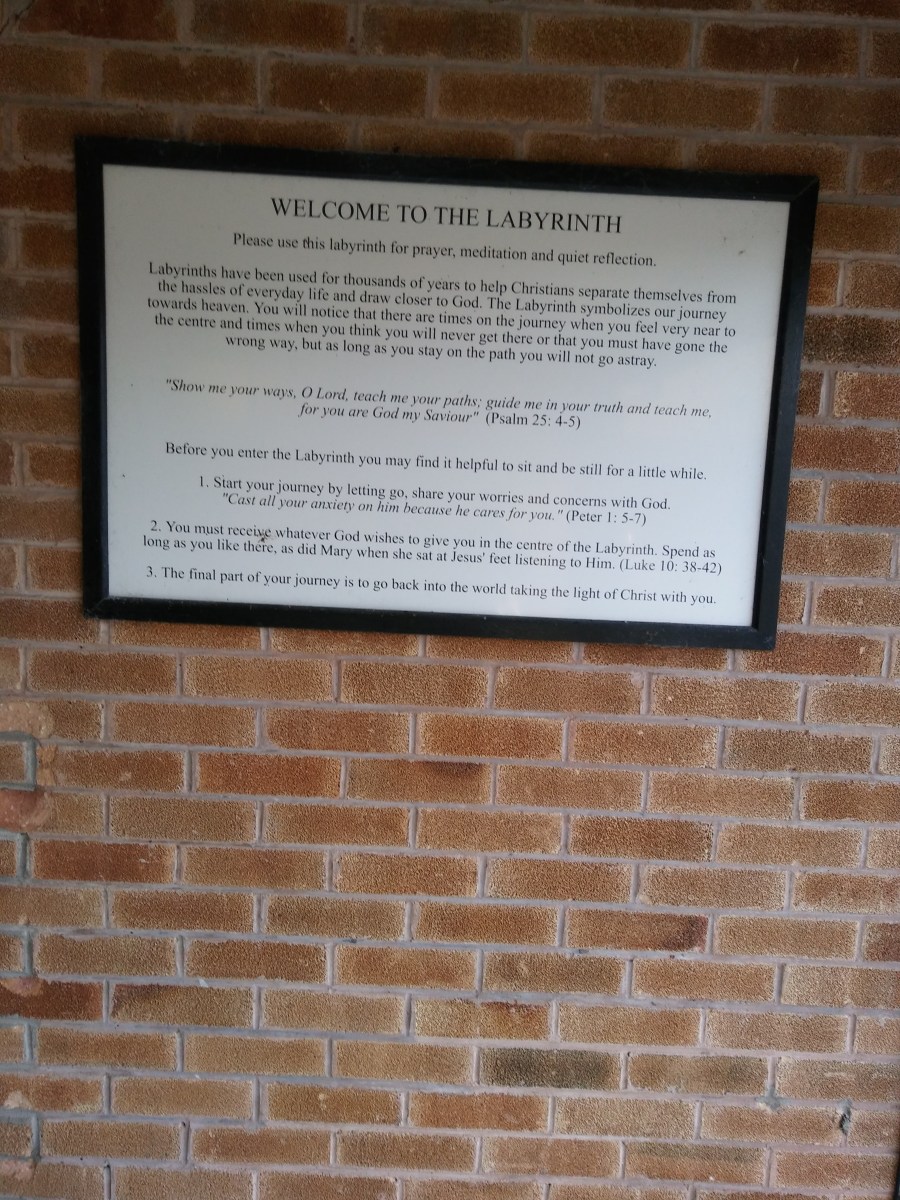 WELCOME TO THE LABYRINTH
Please use this labyrinth for prayer, meditation and quiet reflection.
Labyrinths have been used for thousands of years to help Christians separate themselves from
the hassles of everyday life and draw closer to God. The Labyrinth symbolizes our journey
towards heaven. You will notice that there are times on the journey when you feel very near to
the centre and times when you think you will never get there or that you must have gone the
wrong way, but as long as you stay on the path you will not go astray.
"Show me your ways, O Lord, teach me your paths; guide me in your truth and teach me,
for you are God my Saviour" (Psalm 25: 4-5)
Before you enter the Labyrinth you may find it helpful to sit and be still for a little while.
1. Start your journey by letting go, share your worries and concerns with God.
"Cast all your anxiety on him because he cares for you." (Peter 1: 5-7)
2. You must receive whatever God wishes to give you in the centre of the Labyrinth. Spend as
long as you like there, as did Mary when she sat at Jesus' feet listening to Him. (Luke 10: 38-42)
3. The final part of your journey is to go back into the world taking the light of Christ with you.